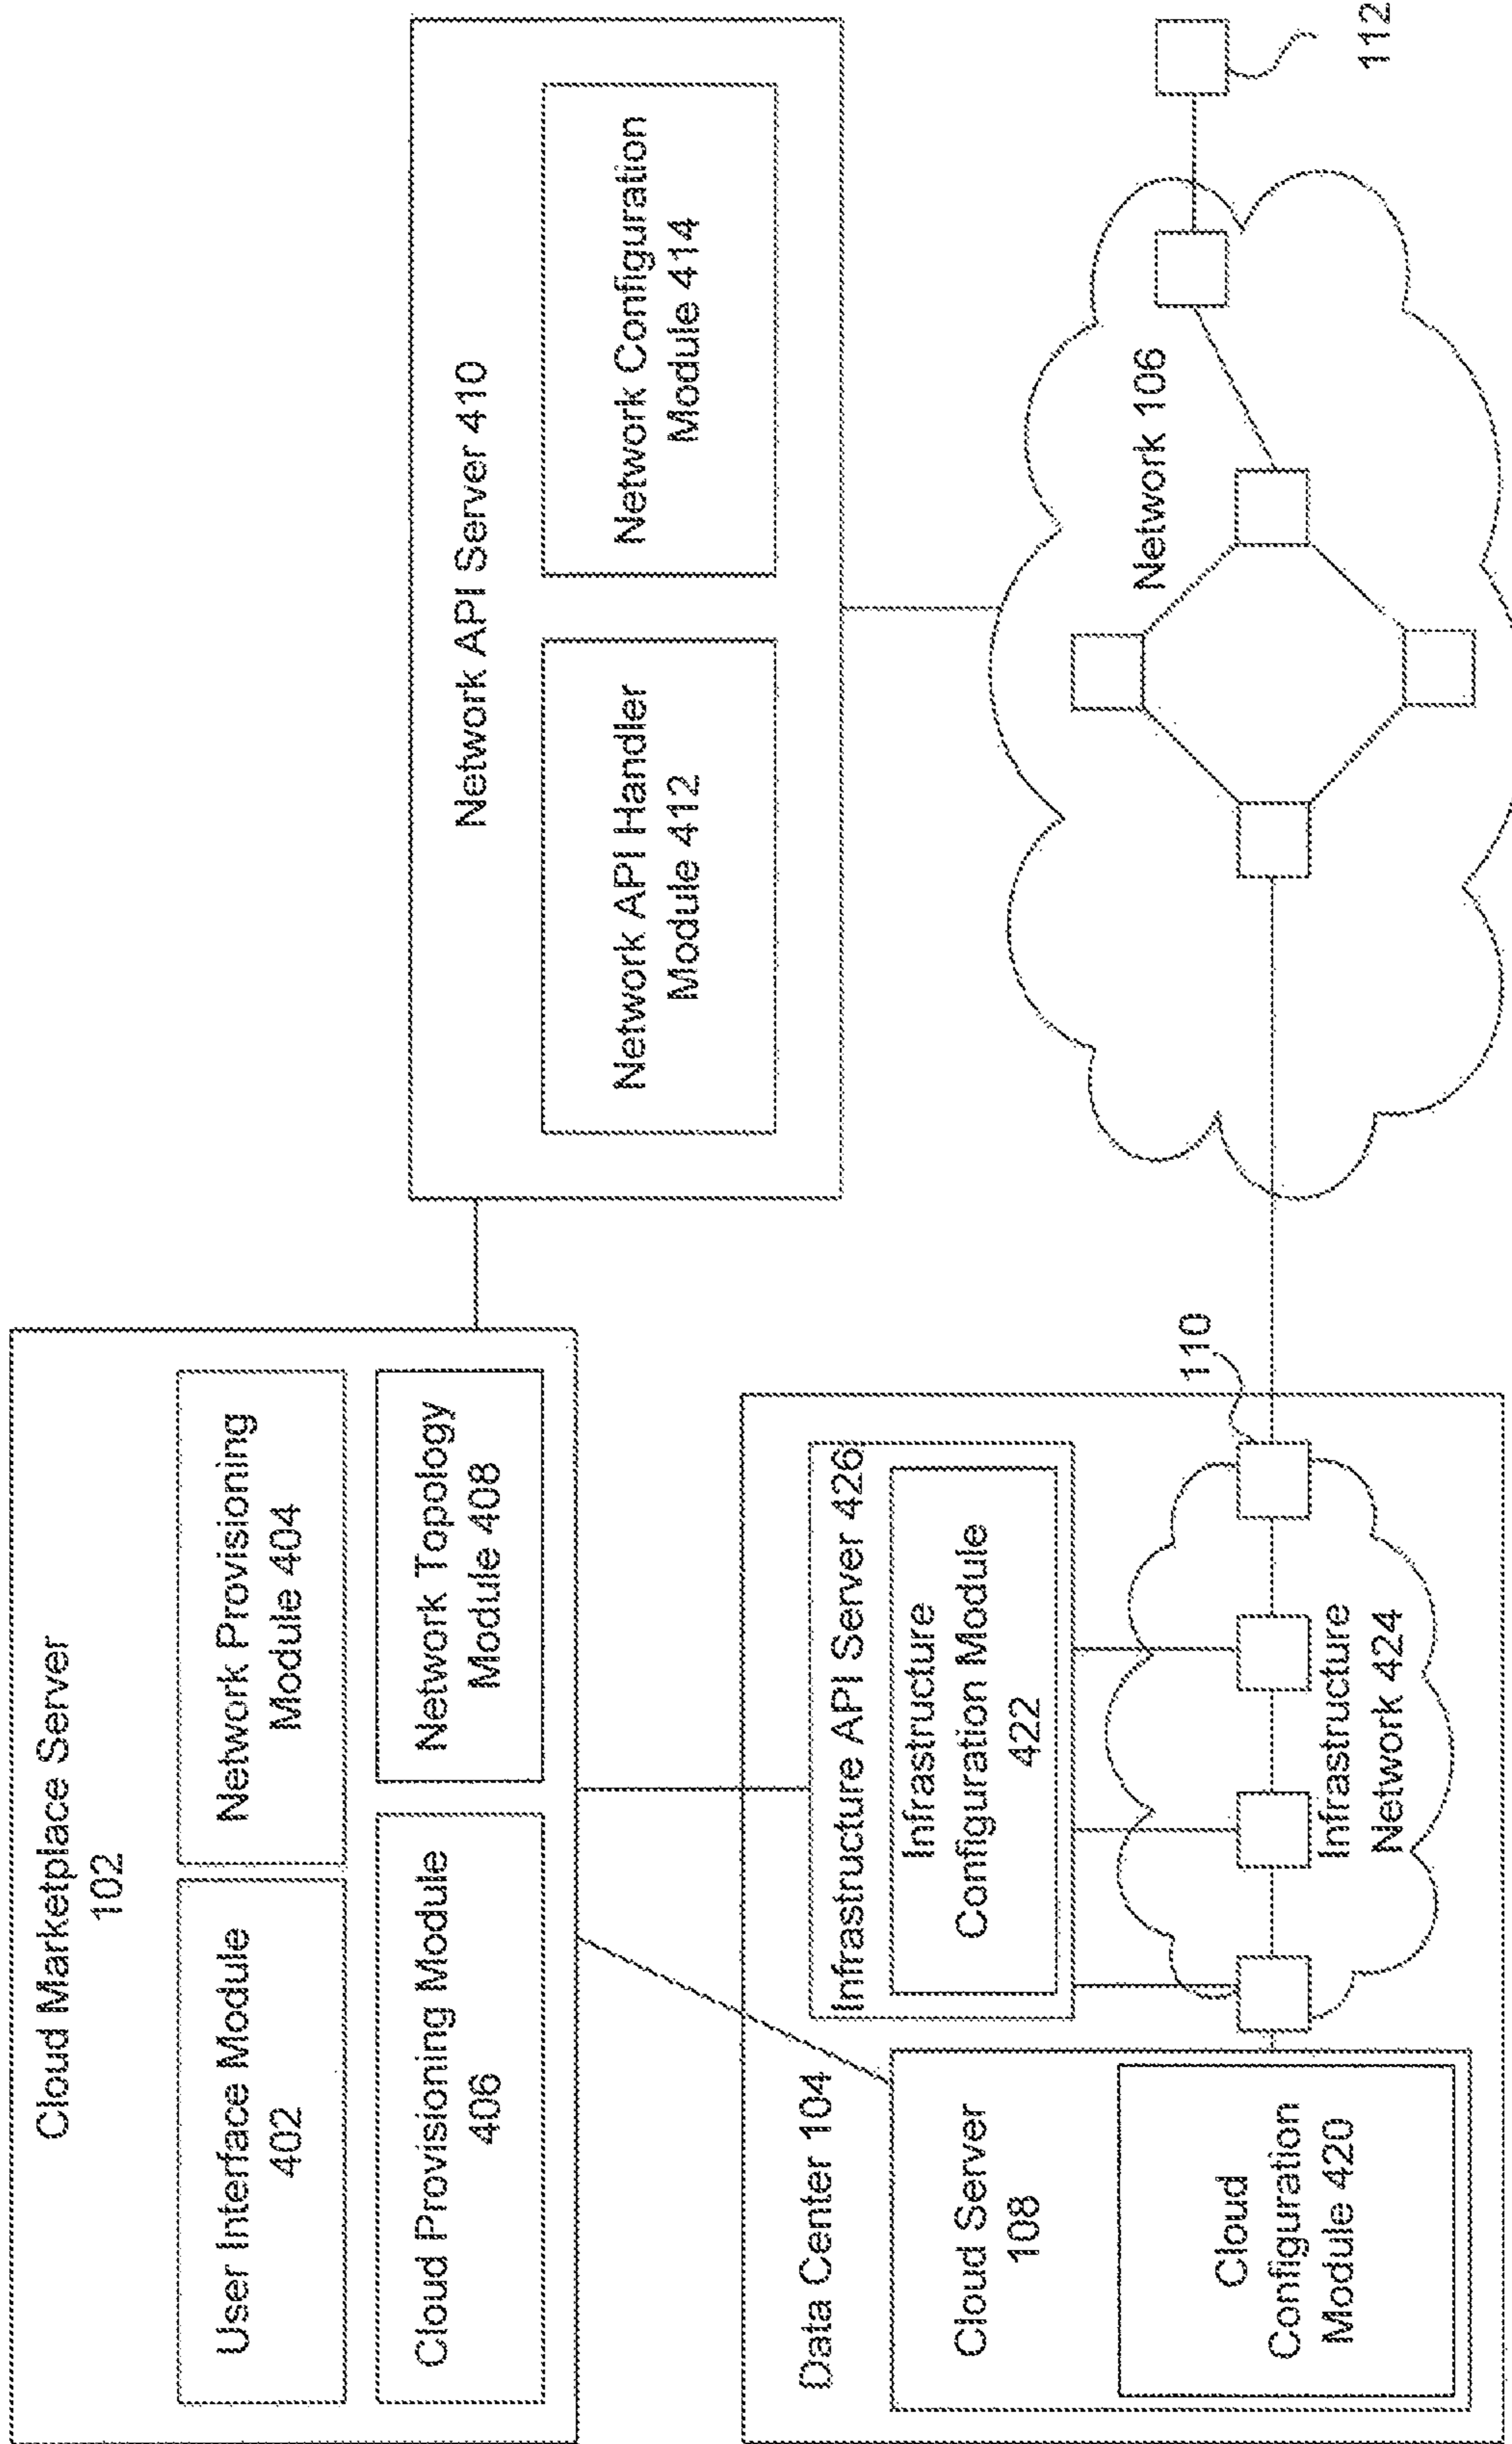 Cloud Marketplace Server
102
User Interface Module
402
Network Provisioning
Module 404
Cloud Provisioning Module
406
Network Topology
Module 408
Network API Server 410
Network API Handler
Module 412
Network Configuration
Module 414
Data Center 104
Cloud Server
108
Cloud
Configuration
Module 420
Infrastructure API Server 426
Infrastructure
Configuration Module
422
Infrastructure
Network 424
110
Network 106
112